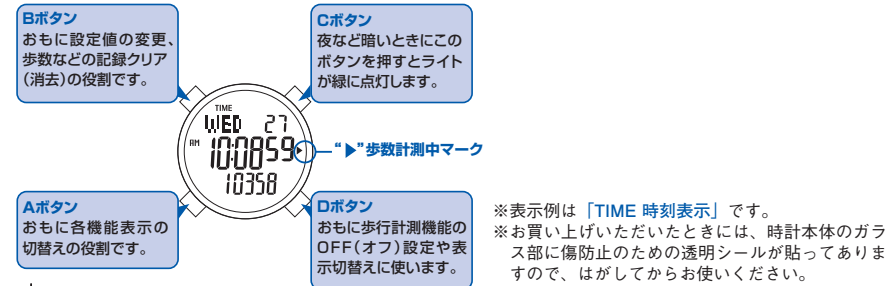 Bボタン
おもに設定値の変更、
歩数などの記録クリア
(消去)の役割です。
Cボタン
夜など暗いときにこの
ボタンを押すとライト
が緑に点灯します。
TIME
WED 27
AM 10:08 59
10358
“▶”歩数計測中マーク
Aボタン
おもに各機能表示の
切替えの役割です。
Dボタン
おもに歩行計測機能の
OFF(オフ)設定や表
示切替えに使います。
※表示例は「TIME 時刻表示」です。
※お買い上げいただいたときには、時計本体のガラ
ス部に傷防止のための透明シールが貼ってありま
すので、はがしてからお使いください。